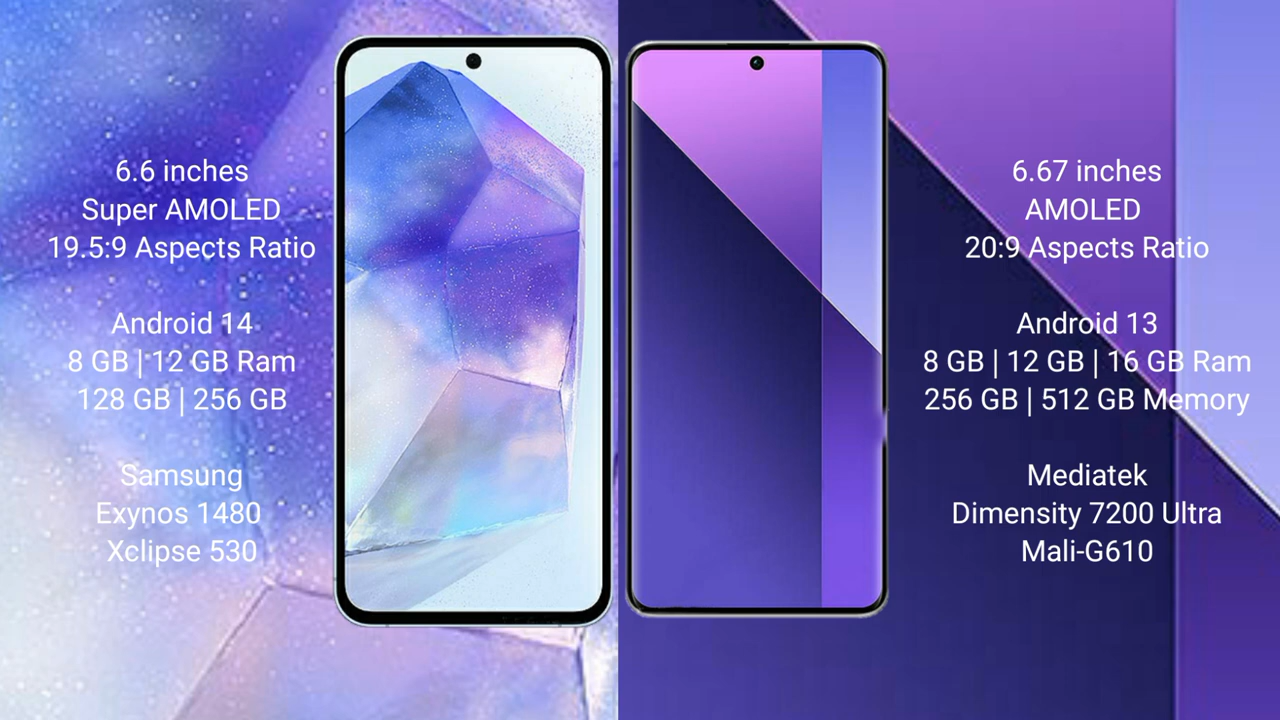 6.6 inches
Super AMOLED
19.5:9 Aspects Ratio
Android 14
8 GB | 12 GB Ram
128 GB | 256 GB
Samsung
Exynos 1480
Xclipse 530
6.67 inches
AMOLED
20:9 Aspects Ratio
Android 13
8 GB | 12 GB | 16 GB Ram
256 GB | 512 GB Memory
Mediatek
Dimensity 7200 Ultra
Mali-G610